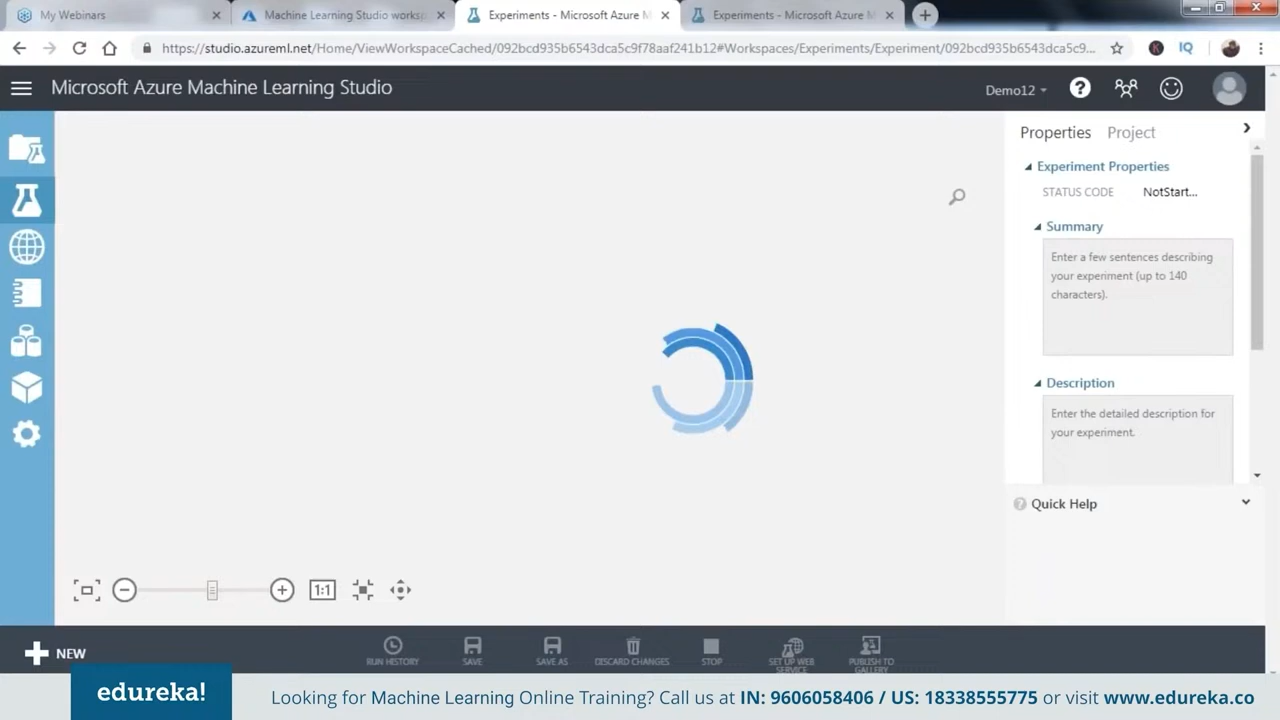 My Webinars
Machine Learning Studio works
Experiments - Microsoft Azure M
Experiments - Microsoft Azure M
https://studio.azureml.net/Home/ViewWorkspaceCached/092bcd935b6543dca5c9f78aaf241b12#Workspaces/Experiments/Experiment/092bcd935b6543dca5c9...
K
IQ
Microsoft Azure Machine Learning Studio
Demo12
?
Properties
Project
Experiment Properties
STATUS CODE
NotStart...
Summary
Enter a few sentences describing
your experiment (up to 140
characters).
Description
Enter the detailed description for
your experiment.
? Quick Help
1:1
NEW
RUN HISTORY
SAVE
SAVE AS
DISCARD CHANGES
STOP
SET UP WEB
SERVICE
PUBLISH TO
GALLERY
edureka!
Looking for Machine Learning Online Training? Call us at IN: 9606058406 / US: 18338555775 or visit www.edureka.co